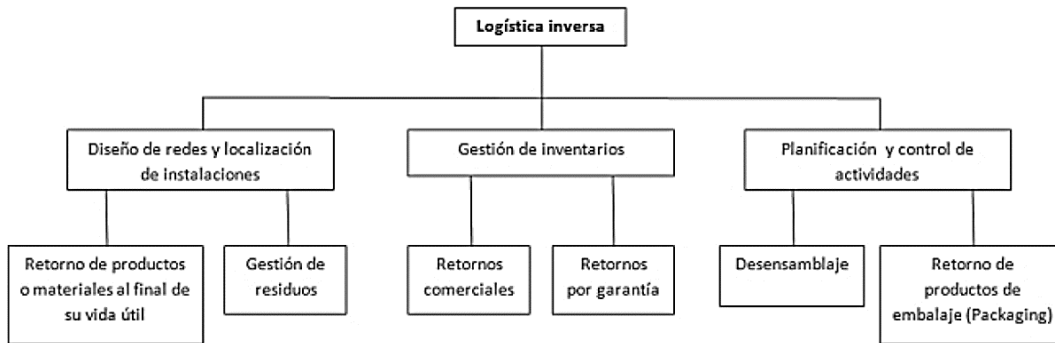 Logística inversa
Diseño de redes y localización
de instalaciones
Gestión de inventarios
Planificación y control de
actividades
Retorno de productos
o materiales al final de
su vida útil
Gestión de
residuos
Retornos
comerciales
Retornos
por garantía
Desensamblaje
Retorno de
productos de
embalaje (Packaging)